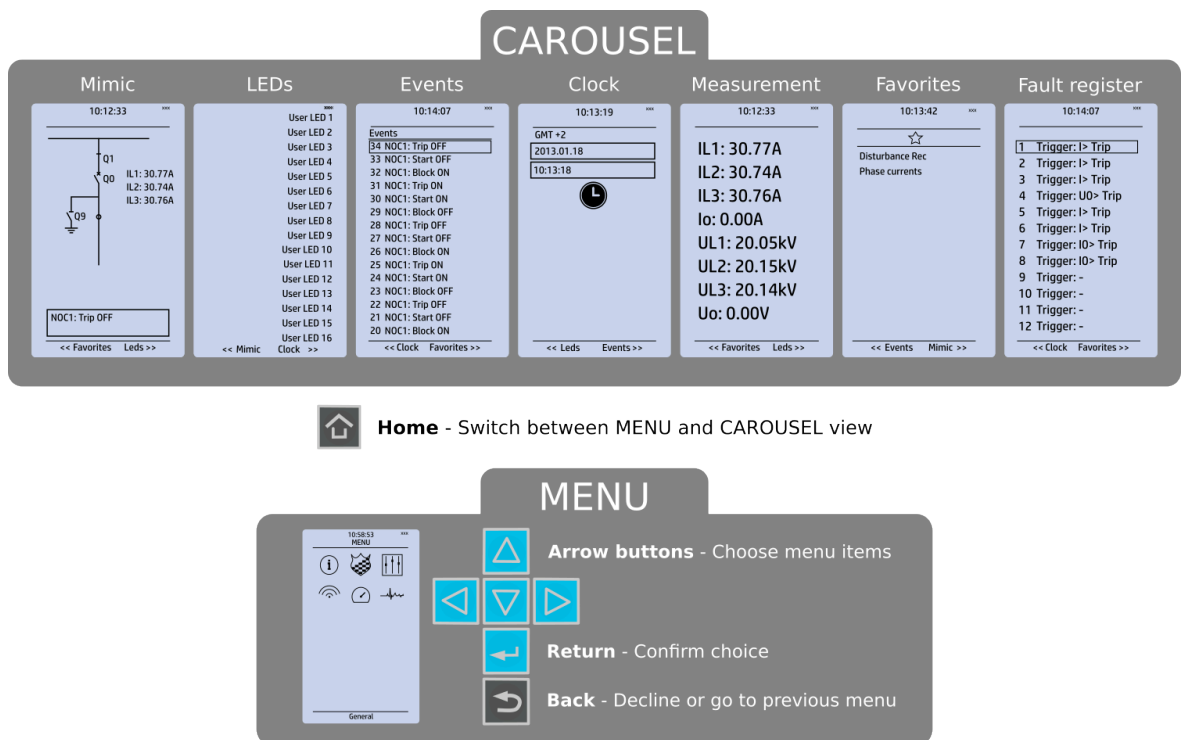 CAROUSEL
Mimic
10:12:33 xxx
Q1
Q0
IL1: 30.77A
IL2: 30.74A
IL3: 30.76A
Q9
NOC1: Trip OFF
<< Favorites Leds >>
LEDs
User LED 1
User LED 2
User LED 3
User LED 4
User LED 5
User LED 6
User LED 7
User LED 8
User LED 9
User LED 10
User LED 11
User LED 12
User LED 13
User LED 14
User LED 15
User LED 16
<< Mimic Clock >>
Events
10:14:07 xxx
Events
34 NOC1: Trip OFF
33 NOC1: Start OFF
32 NOC1: Block ON
31 NOC1: Trip ON
30 NOC1: Start ON
29 NOC1: Block OFF
28 NOC1: Trip OFF
27 NOC1: Start OFF
26 NOC1: Block ON
25 NOC1: Trip ON
24 NOC1: Start ON
23 NOC1: Block OFF
22 NOC1: Trip OFF
21 NOC1: Start OFF
20 NOC1: Block ON
<< Clock Favorites >>
Clock
10:13:19 xxx
GMT +2
2013.01.18
10:13:18
<< Leds Events >>
Measurement
10:12:33 xxx
IL1: 30.77A
IL2: 30.74A
IL3: 30.76A
Io: 0.00A
UL1: 20.05kV
UL2: 20.15kV
UL3: 20.14kV
Uo: 0.00V
<< Favorites Leds >>
Favorites
10:13:42 xxx
Disturbance Rec
Phase currents
<< Events Mimic >>
Fault register
10:14:07 xxx
1 Trigger: I> Trip
2 Trigger: I> Trip
3 Trigger: I> Trip
4 Trigger: U0> Trip
5 Trigger: I> Trip
6 Trigger: I> Trip
7 Trigger: I0> Trip
8 Trigger: I0> Trip
9 Trigger: -
10 Trigger: -
11 Trigger: -
12 Trigger: -
<< Clock Favorites >>
Home - Switch between MENU and CAROUSEL view
MENU
10:58:53 xxx
MENU
General
Arrow buttons - Choose menu items
Return - Confirm choice
Back - Decline or go to previous menu